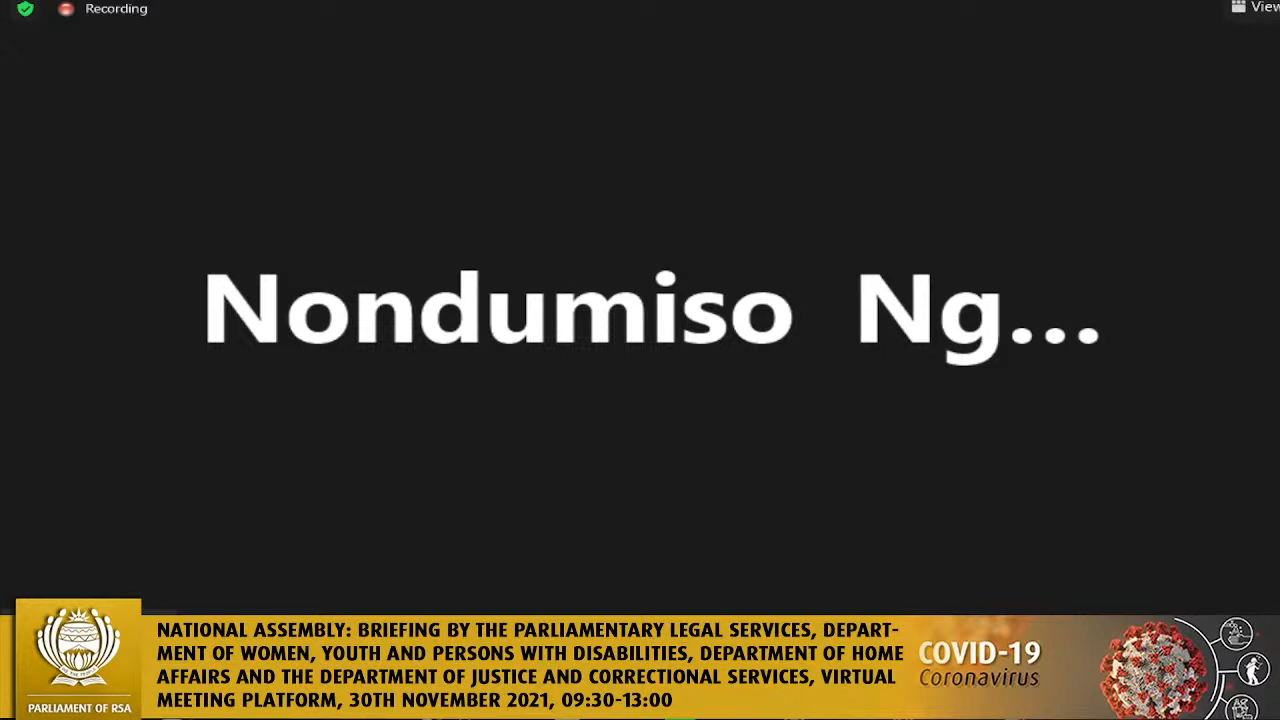 Recording
View
Nondumiso Ng...
NATIONAL ASSEMBLY: BRIEFING BY THE PARLIAMENTARY LEGAL SERVICES, DEPART-
MENT OF WOMEN, YOUTH AND PERSONS WITH DISABILITIES, DEPARTMENT OF HOME
AFFAIRS AND THE DEPARTMENT OF JUSTICE AND CORRECTIONAL SERVICES, VIRTUAL
MEETING PLATFORM, 30TH NOVEMBER 2021, 09:30-13:00
COVID-19
Coronavirus
PARLIAMENT OF RSA